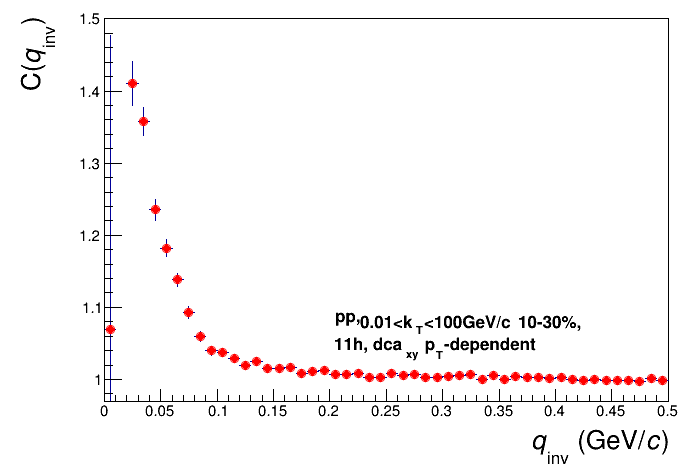 C(q_inv)
1.5
1.4
1.3
1.2
1.1
1
pp,0.01<k_T<100GeV/c 10-30%,
11h, dca_xy p_T-dependent
0 0.05 0.1 0.15 0.2 0.25 0.3 0.35 0.4 0.45 0.5
q_inv (GeV/c)